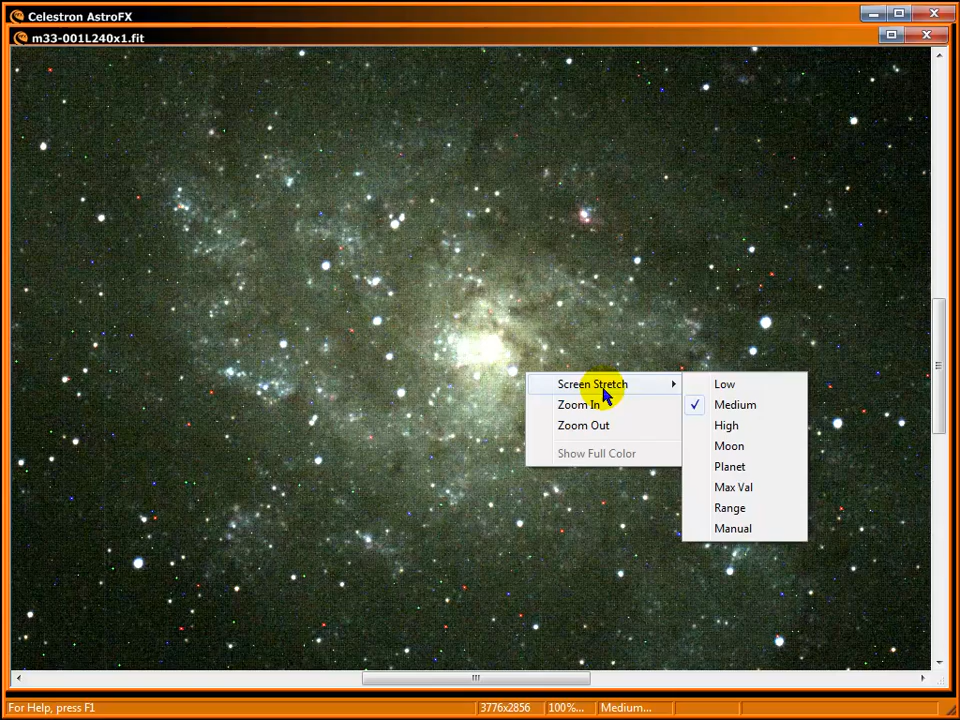 Celestron AstroFX
m33-001L240x1.fit
Screen Stretch
Zoom In
Zoom Out
Show Full Color
Low
Medium
High
Moon
Planet
Max Val
Range
Manual
For Help, press F1 3776x2856 100%... Medium...